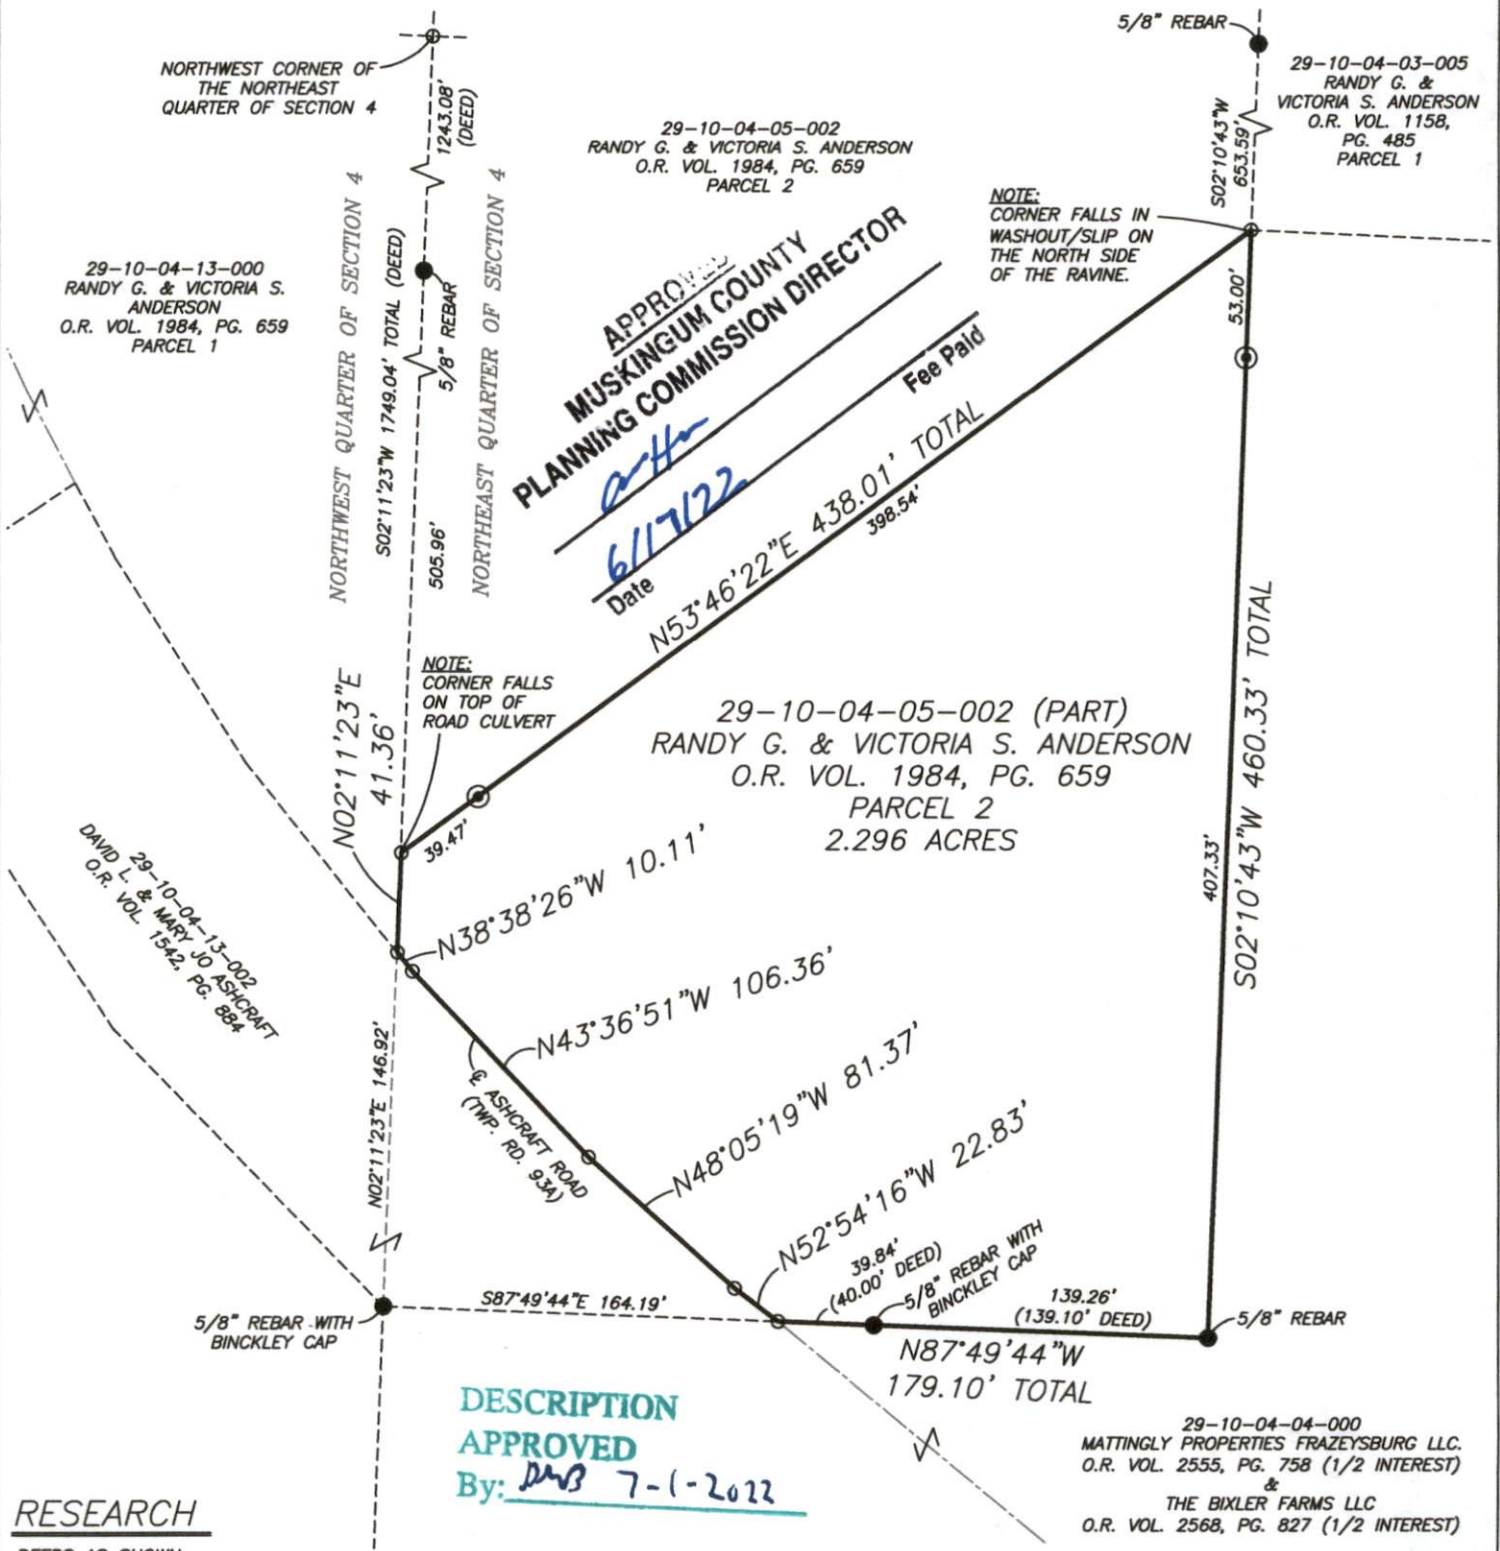 NORTHWEST CORNER OF
THE NORTHEAST
QUARTER OF SECTION 4
1243.08'
(DEED)
5/8" REBAR
29-10-04-03-005
RANDY G. &
VICTORIA S. ANDERSON
O.R. VOL. 1158,
PG. 485
PARCEL 1
S02°10'43"W
653.59'
29-10-04-05-002
RANDY G. & VICTORIA S. ANDERSON
O.R. VOL. 1984, PG. 659
PARCEL 2
NOTE:
CORNER FALLS IN
WASHOUT/SLIP ON
THE NORTH SIDE
OF THE RAVINE.
29-10-04-13-000
RANDY G. & VICTORIA S.
ANDERSON
O.R. VOL. 1984, PG. 659
PARCEL 1
NORTHWEST QUARTER OF SECTION 4
S02°11'23"W 1749.04' TOTAL (DEED)
5/8" REBAR
505.96'
NORTHEAST QUARTER OF SECTION 4
APPROVED
MUSKINGUM COUNTY
PLANNING COMMISSION DIRECTOR
Fee Paid
6/17/22
Date
53.00'
N53°46'22"E 438.01' TOTAL
398.54'
NOTE:
CORNER FALLS
ON TOP OF
ROAD CULVERT
N02°11'23"E
41.36'
39.47'
29-10-04-05-002 (PART)
RANDY G. & VICTORIA S. ANDERSON
O.R. VOL. 1984, PG. 659
PARCEL 2
2.296 ACRES
407.33'
S02°10'43"W 460.33' TOTAL
29-10-04-13-002
DAVID L. & MARY JO ASHCRAFT
O.R. VOL. 1542, PG. 884
N38°38'26"W 10.11'
N43°36'51"W 106.36'
N48°05'19"W 81.37'
N52°54'16"W 22.83'
N02°11'23"E 146.92'
℄ ASHCRAFT ROAD
(TWP. RD. 93A)
39.84'
(40.00' DEED)
5/8" REBAR WITH
BINCKLEY CAP
S87°49'44"E 164.19'
139.26'
(139.10' DEED)
5/8" REBAR
5/8" REBAR WITH
BINCKLEY CAP
N87°49'44"W
179.10' TOTAL
DESCRIPTION
APPROVED
By: 7-1-2022
29-10-04-04-000
MATTINGLY PROPERTIES FRAZEYSBURG LLC.
O.R. VOL. 2555, PG. 758 (1/2 INTEREST)
&
THE BIXLER FARMS LLC
O.R. VOL. 2568, PG. 827 (1/2 INTEREST)
RESEARCH